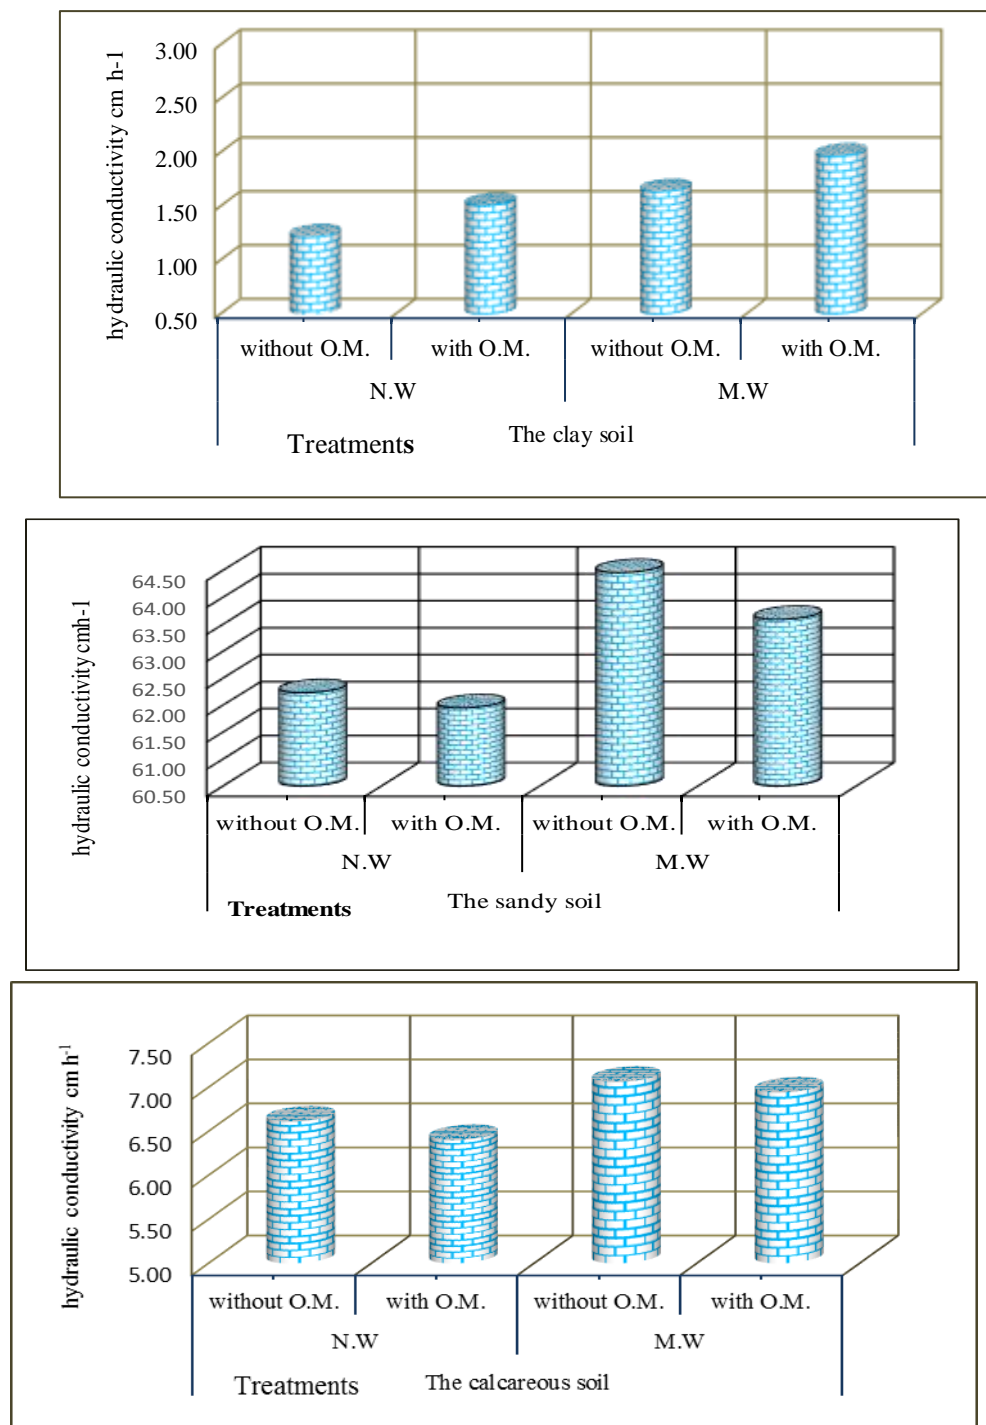 hydraulic conductivity cm h-1
3.00
2.50
2.00
1.50
1.00
0.50
without O.M. with O.M. without O.M. with O.M.
N.W M.W
The clay soil
Treatments
hydraulic conductivity cmh-1
64.50
64.00
63.50
63.00
62.50
62.00
61.50
61.00
60.50
without O.M. with O.M. without O.M. with O.M.
N.W M.W
The sandy soil
Treatments
hydraulic conductivity cm h-1
7.50
7.00
6.50
6.00
5.50
5.00
without O.M. with O.M. without O.M. with O.M.
N.W M.W
Treatments The calcareous soil